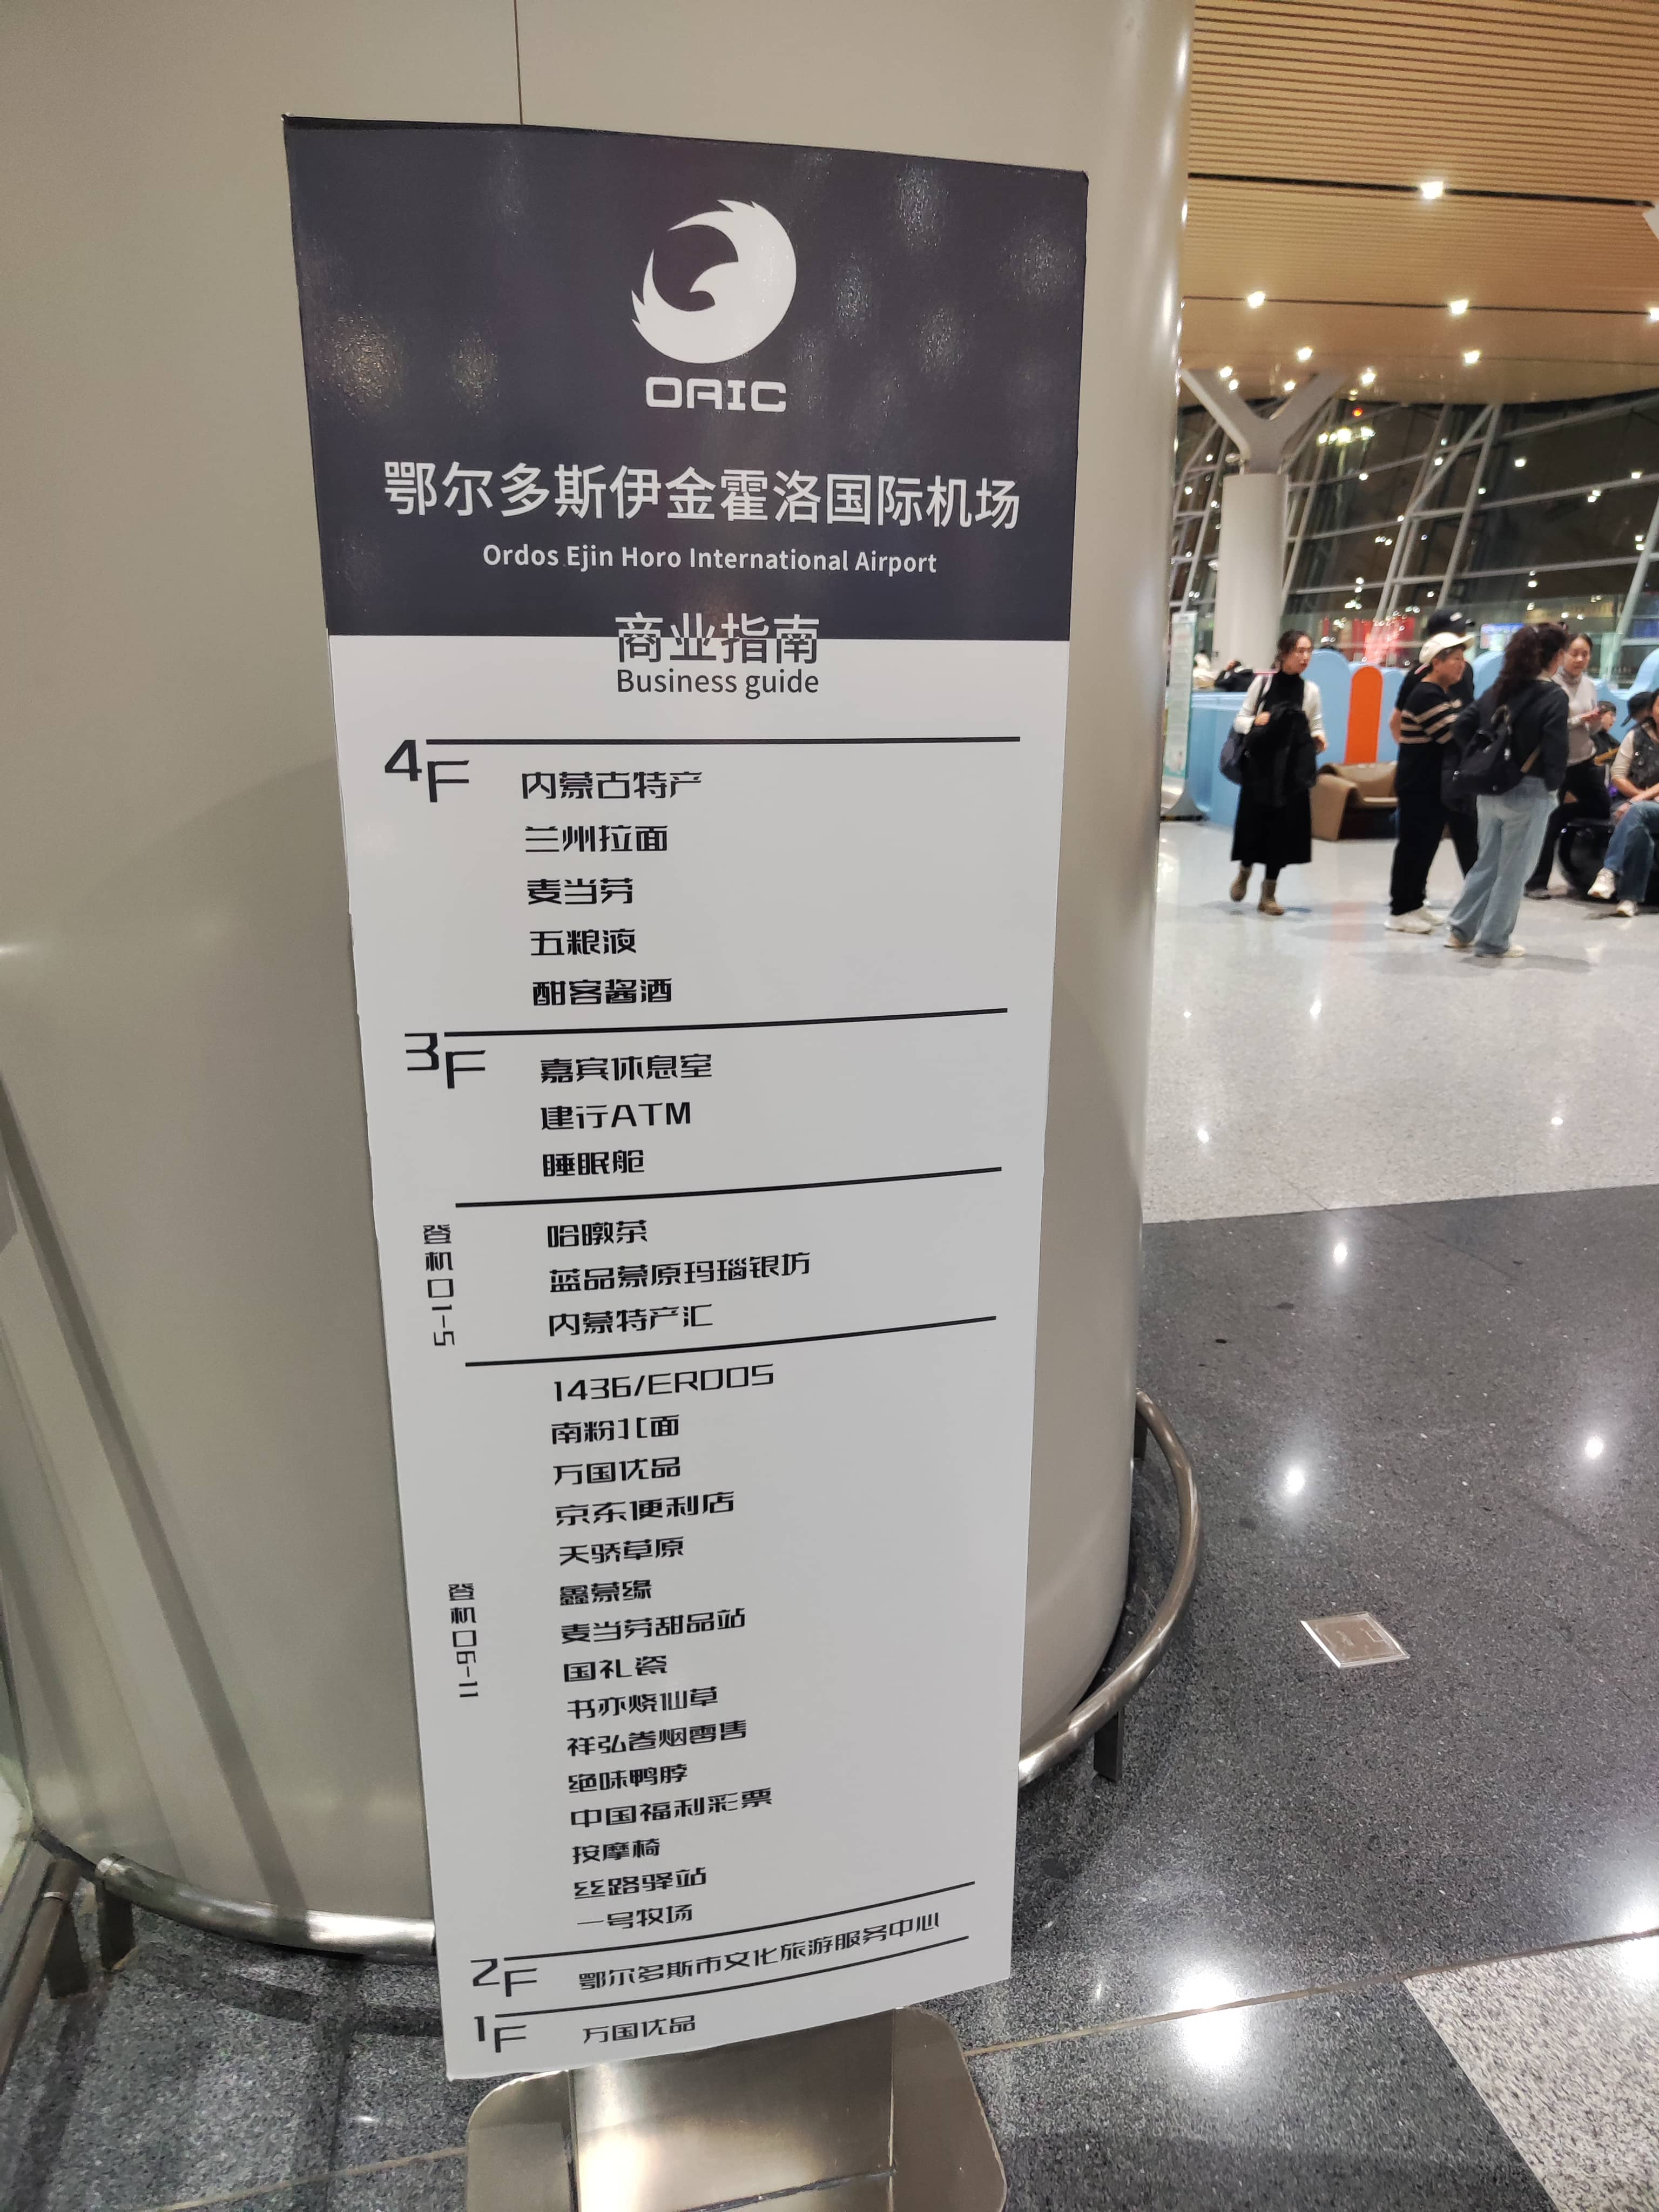 OAIC
鄂尔多斯伊金霍洛国际机场
Ordos Ejin Horo International Airport
商业指南
Business guide
4F
内蒙古特产
兰州拉面
麦当劳
五粮液
酣客酱酒
3F
嘉宾休息室
建行ATM
睡眠舱
登机口1-5
哈暾茶
蓝品蒙原玛瑙银坊
内蒙特产汇
登机口6-11
1436/ERDOS
南粉北面
万国优品
京东便利店
天骄草原
鑫蒙缘
麦当劳甜品站
国礼瓷
书亦烧仙草
祥弘卷烟零售
绝味鸭脖
中国福利彩票
按摩椅
丝路驿站
一号牧场
2F
鄂尔多斯市文化旅游服务中心
1F
万国优品